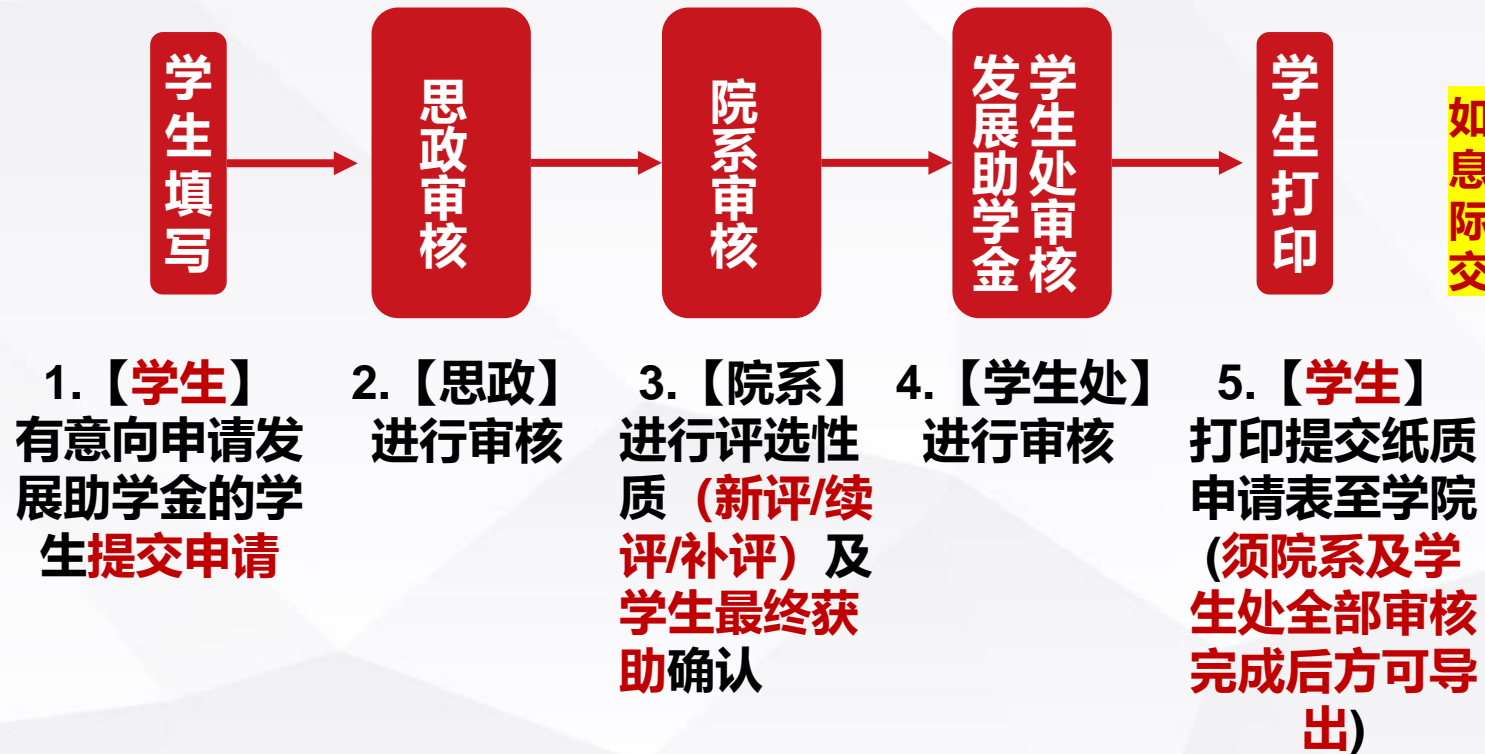 学生填写
思政审核
院系审核
学生处审核
发展助学金
学生打印
如
息
际
交
1.【学生】
有意向申请发
展助学金的学
生提交申请
2.【思政】
进行审核
3.【院系】
进行评选性
质（新评/续
评/补评）及
学生最终获
助确认
4.【学生处】
进行审核
5.【学生】
打印提交纸质
申请表至学院
(须院系及学
生处全部审核
完成后方可导
出)